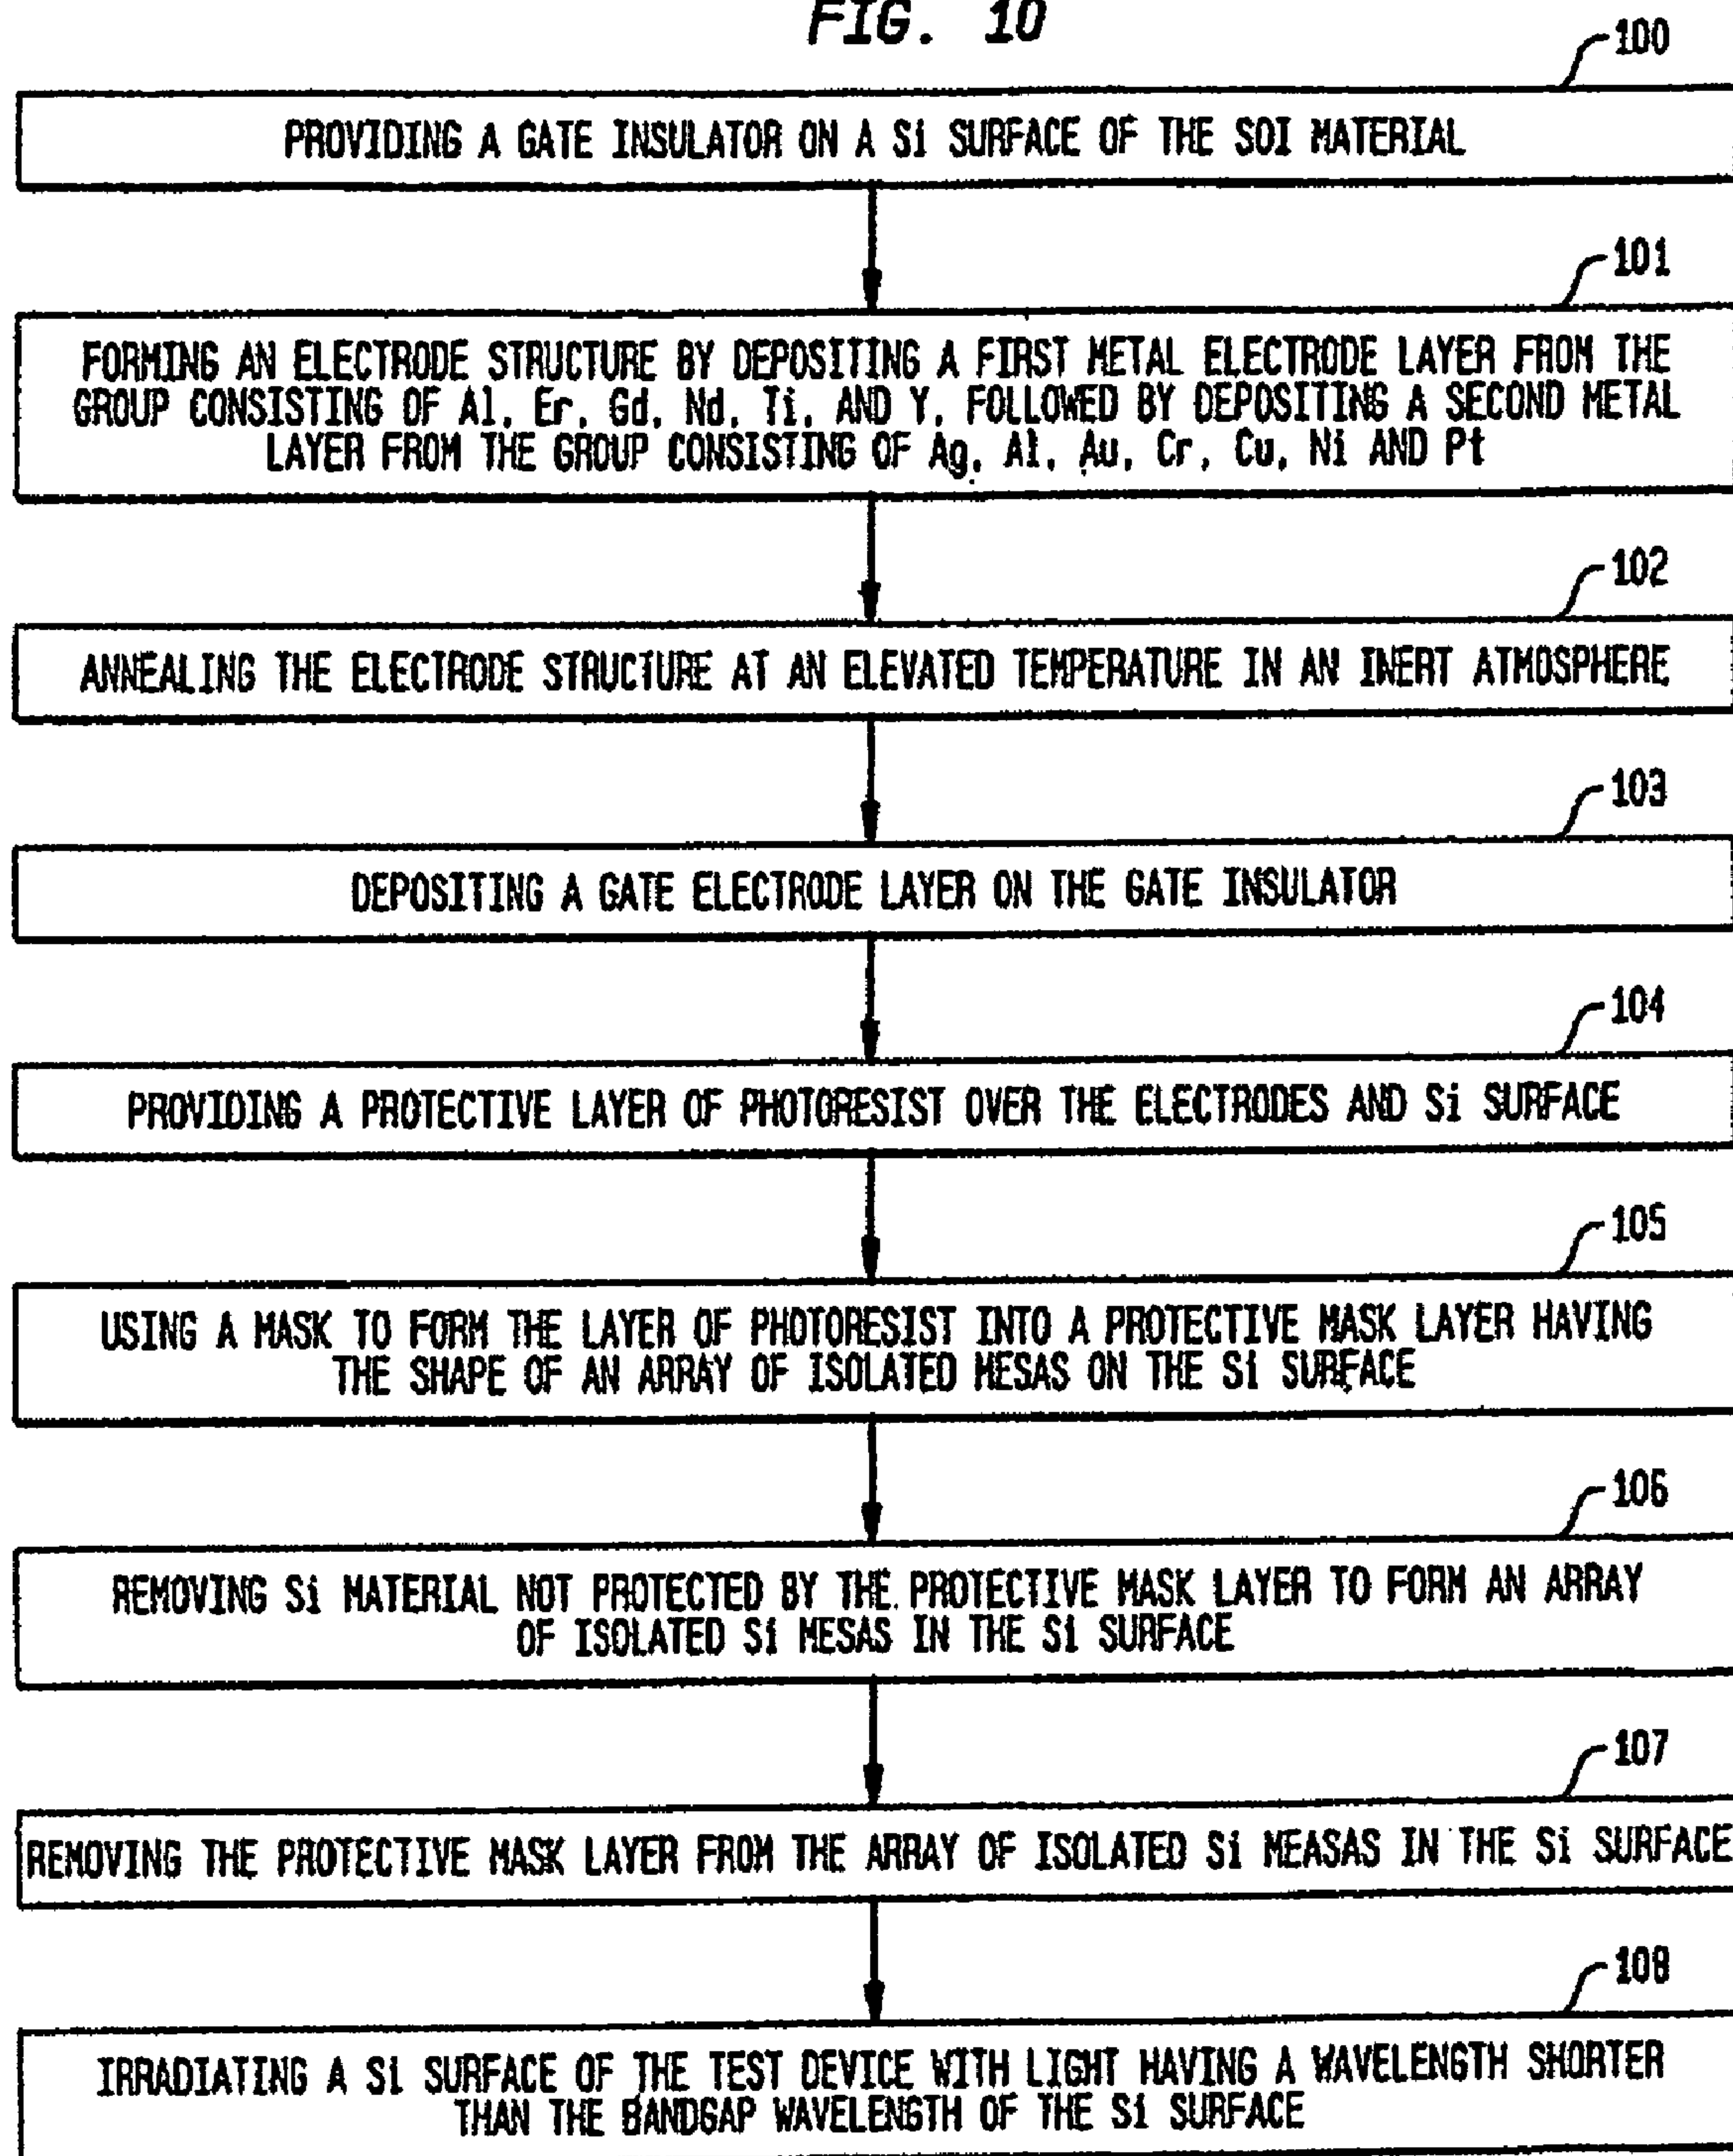 FIG. 10
100
PROVIDING A GATE INSULATOR ON A Si SURFACE OF THE SOI MATERIAL
101
FORMING AN ELECTRODE STRUCTURE BY DEPOSITING A FIRST METAL ELECTRODE LAYER FROM THE
GROUP CONSISTING OF Al, Er, Gd, Nd, Ti, AND Y, FOLLOWED BY DEPOSITING A SECOND METAL
LAYER FROM THE GROUP CONSISTING OF Ag, Al, Au, Cr, Cu, Ni AND Pt
102
ANNEALING THE ELECTRODE STRUCTURE AT AN ELEVATED TEMPERATURE IN AN INERT ATMOSPHERE
103
DEPOSITING A GATE ELECTRODE LAYER ON THE GATE INSULATOR
104
PROVIDING A PROTECTIVE LAYER OF PHOTORESIST OVER THE ELECTRODES AND Si SURFACE
105
USING A MASK TO FORM THE LAYER OF PHOTORESIST INTO A PROTECTIVE MASK LAYER HAVING
THE SHAPE OF AN ARRAY OF ISOLATED MESAS ON THE Si SURFACE
106
REMOVING Si MATERIAL NOT PROTECTED BY THE PROTECTIVE MASK LAYER TO FORM AN ARRAY
OF ISOLATED Si MESAS IN THE Si SURFACE
107
REMOVING THE PROTECTIVE MASK LAYER FROM THE ARRAY OF ISOLATED Si MEASAS IN THE Si SURFACE
108
IRRADIATING A Si SURFACE OF THE TEST DEVICE WITH LIGHT HAVING A WAVELENGTH SHORTER
THAN THE BANDGAP WAVELENGTH OF THE Si SURFACE